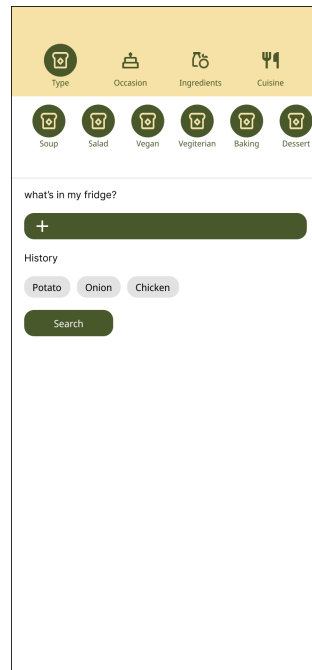 Type Occasion Ingredients Cuisine
Soup Salad Vegan Vegiterian Baking Dessert
what's in my fridge?
+
History
Potato Onion Chicken
Search